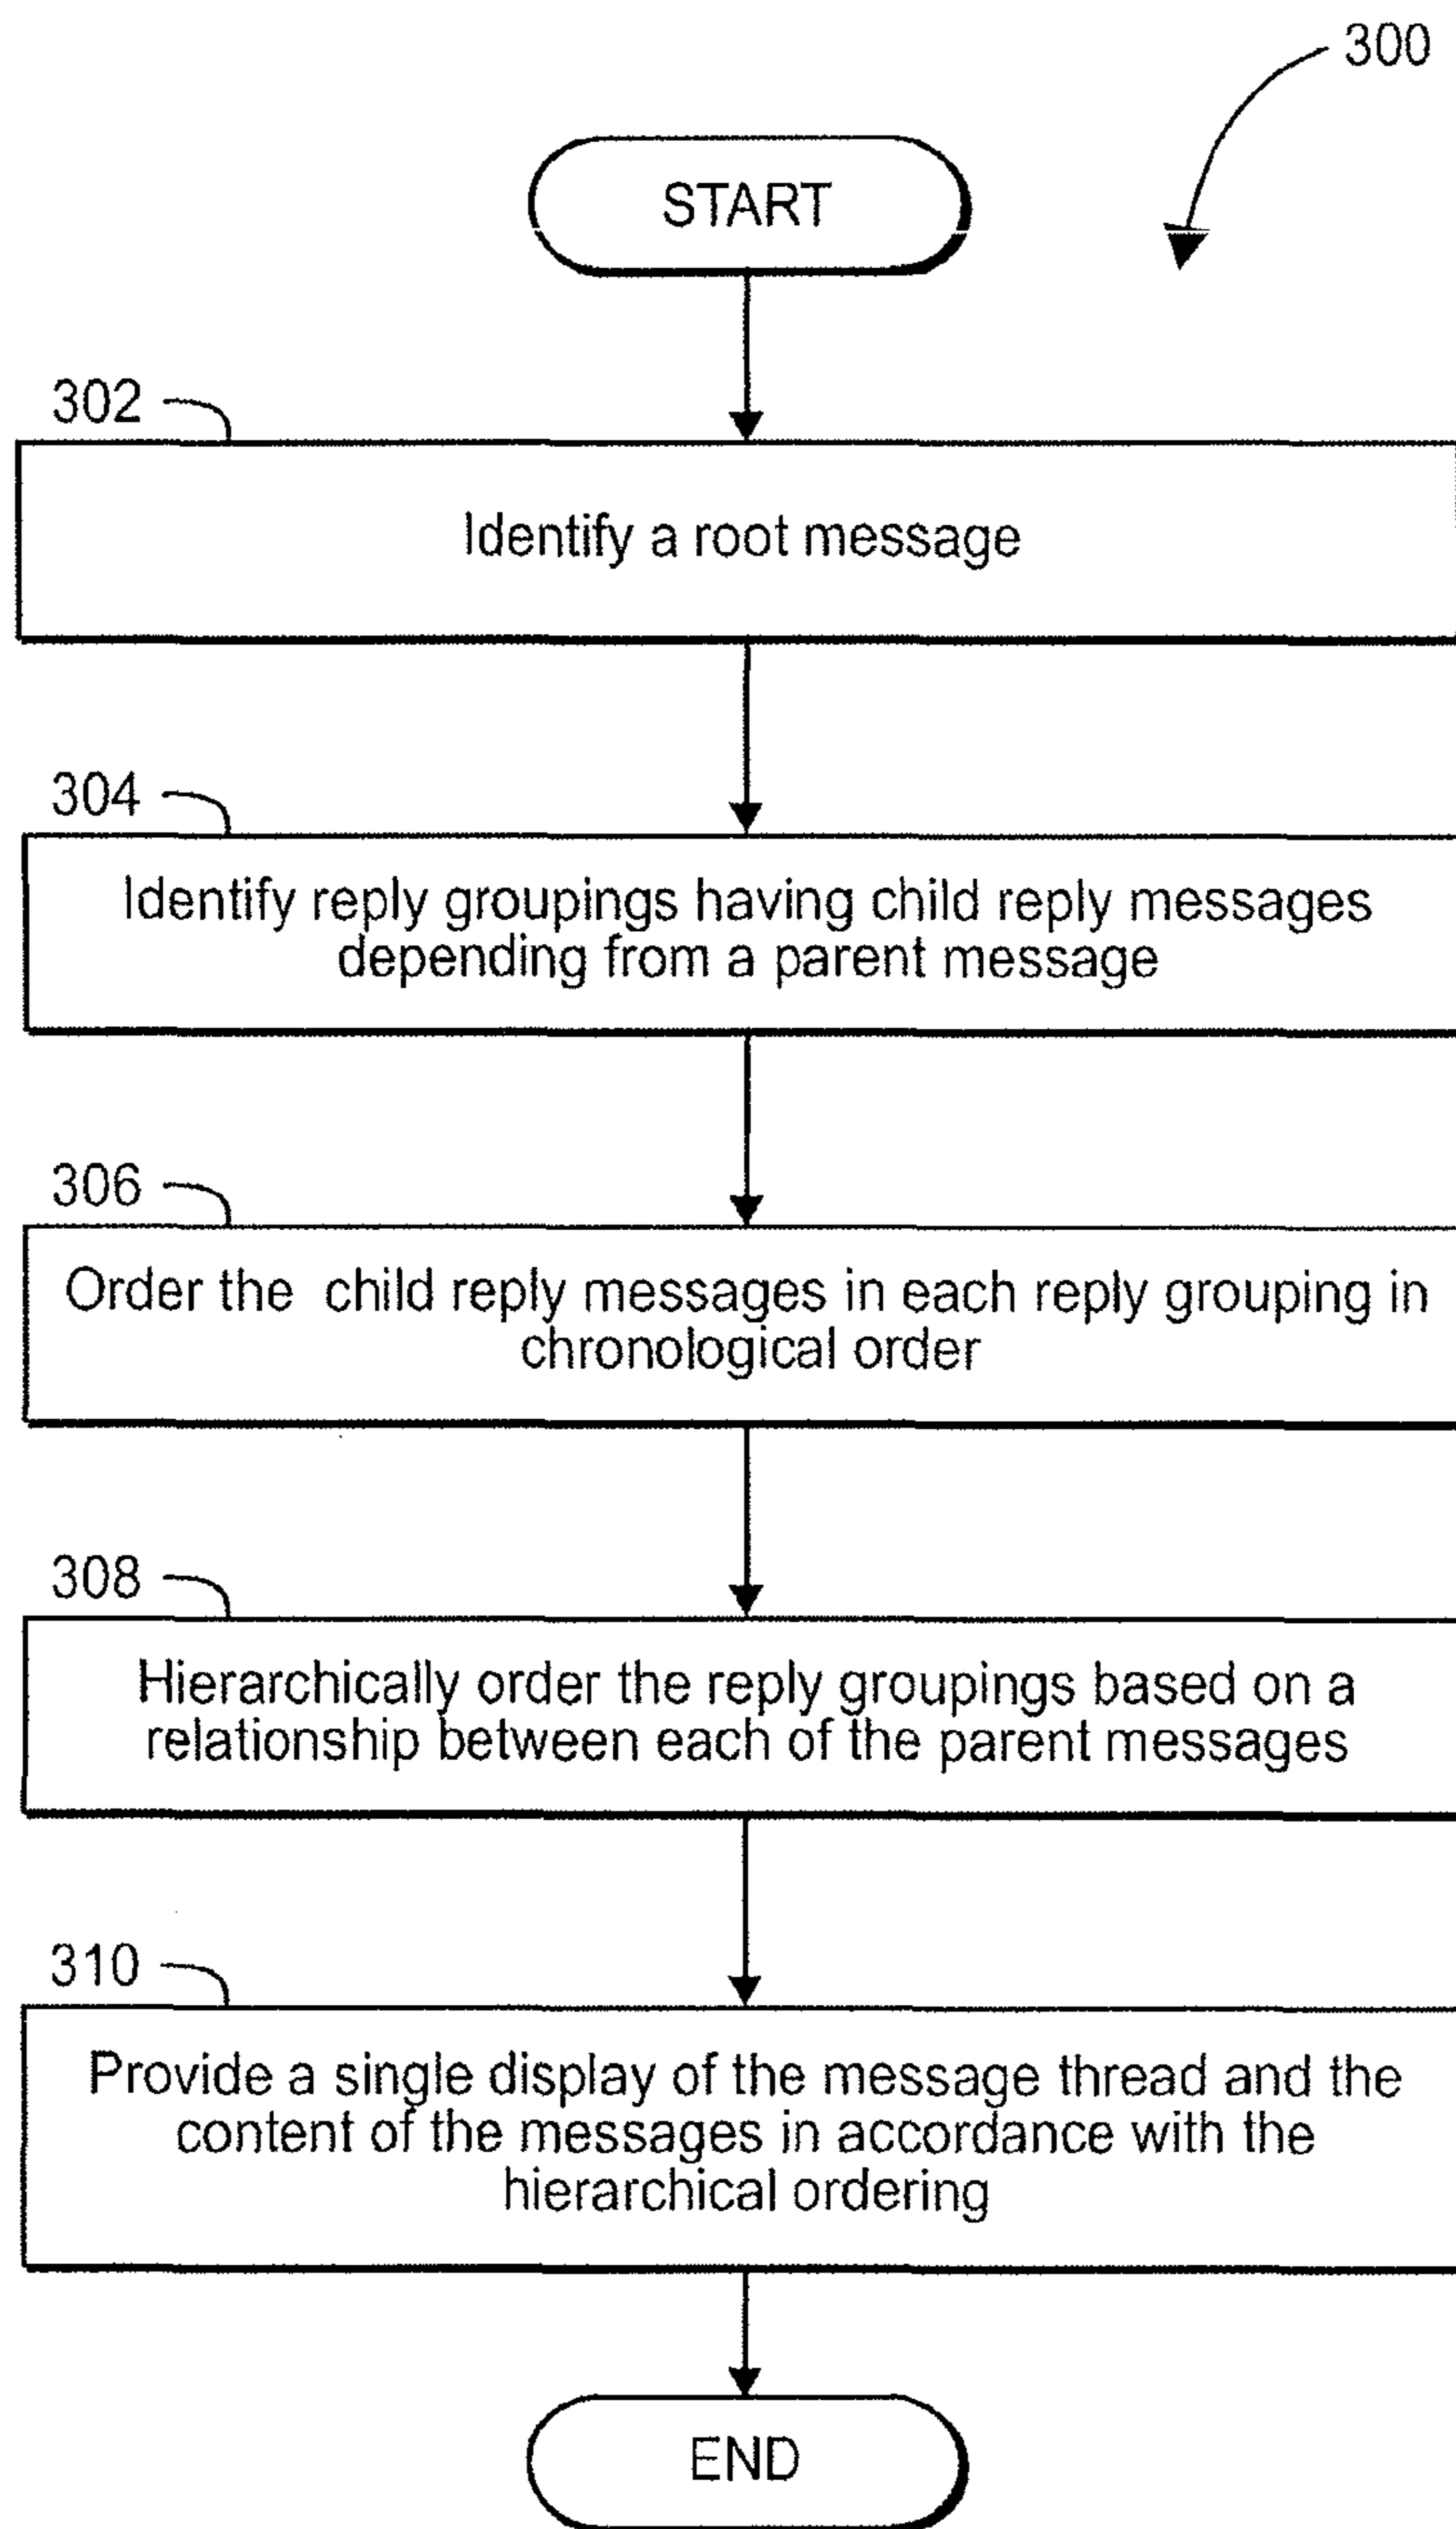 300
START
302
Identify a root message
304
Identify reply groupings having child reply messages
depending from a parent message
306
Order the child reply messages in each reply grouping in
chronological order
308
Hierarchically order the reply groupings based on a
relationship between each of the parent messages
310
Provide a single display of the message thread and the
content of the messages in accordance with the
hierarchical ordering
END